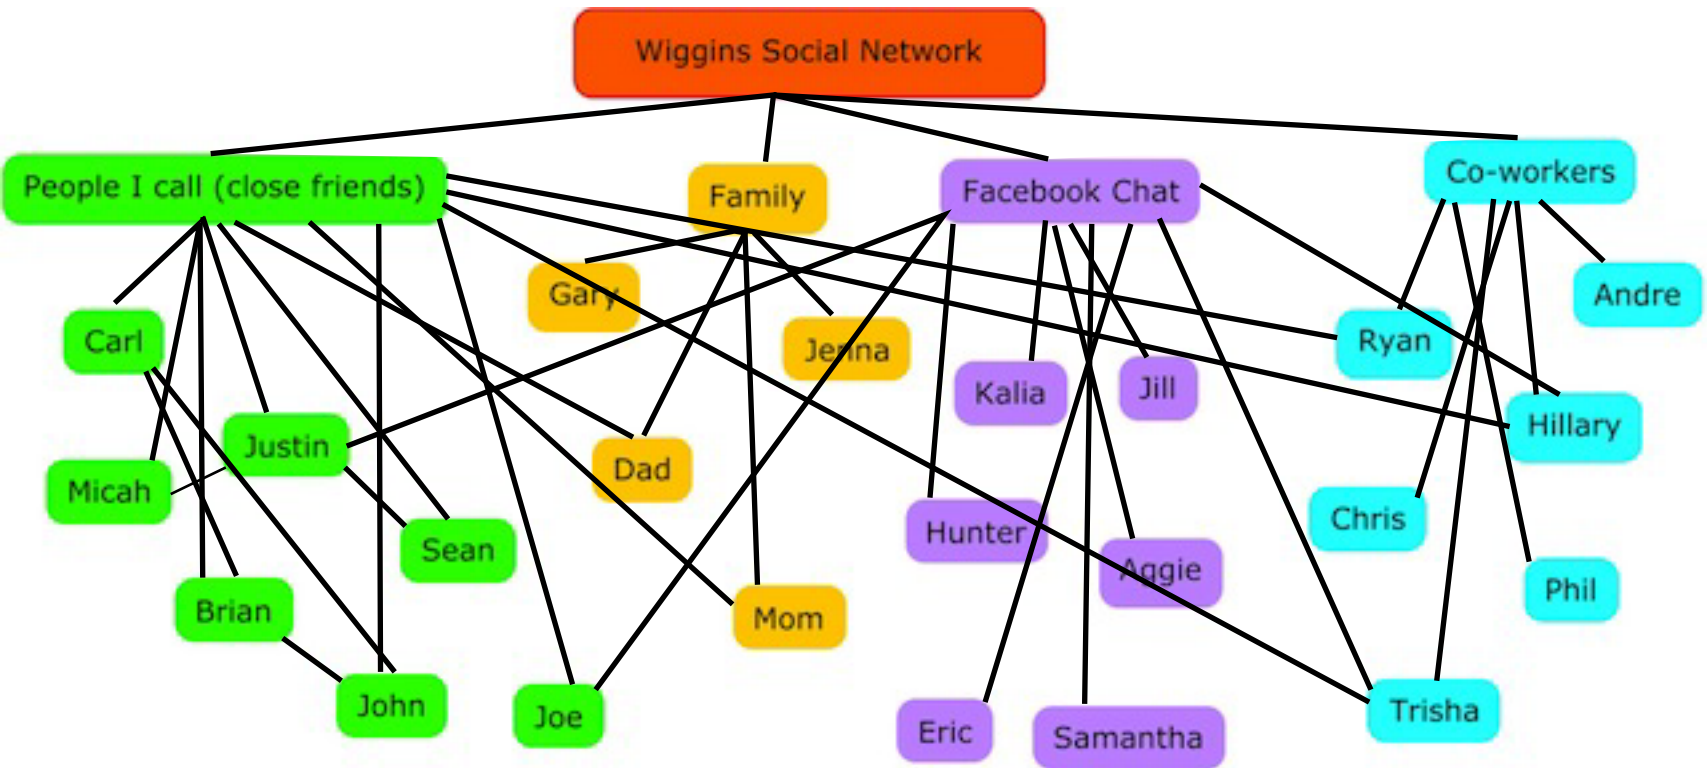 Wiggins Social Network
People I call (close friends)
Family
Facebook Chat
Co-workers
Gary
Andre
Carl
Jenna
Ryan
Kalia
Jill
Justin
Hillary
Micah
Dad
Chris
Sean
Hunter
Aggie
Phil
Brian
Mom
John
Joe
Eric
Samantha
Trisha